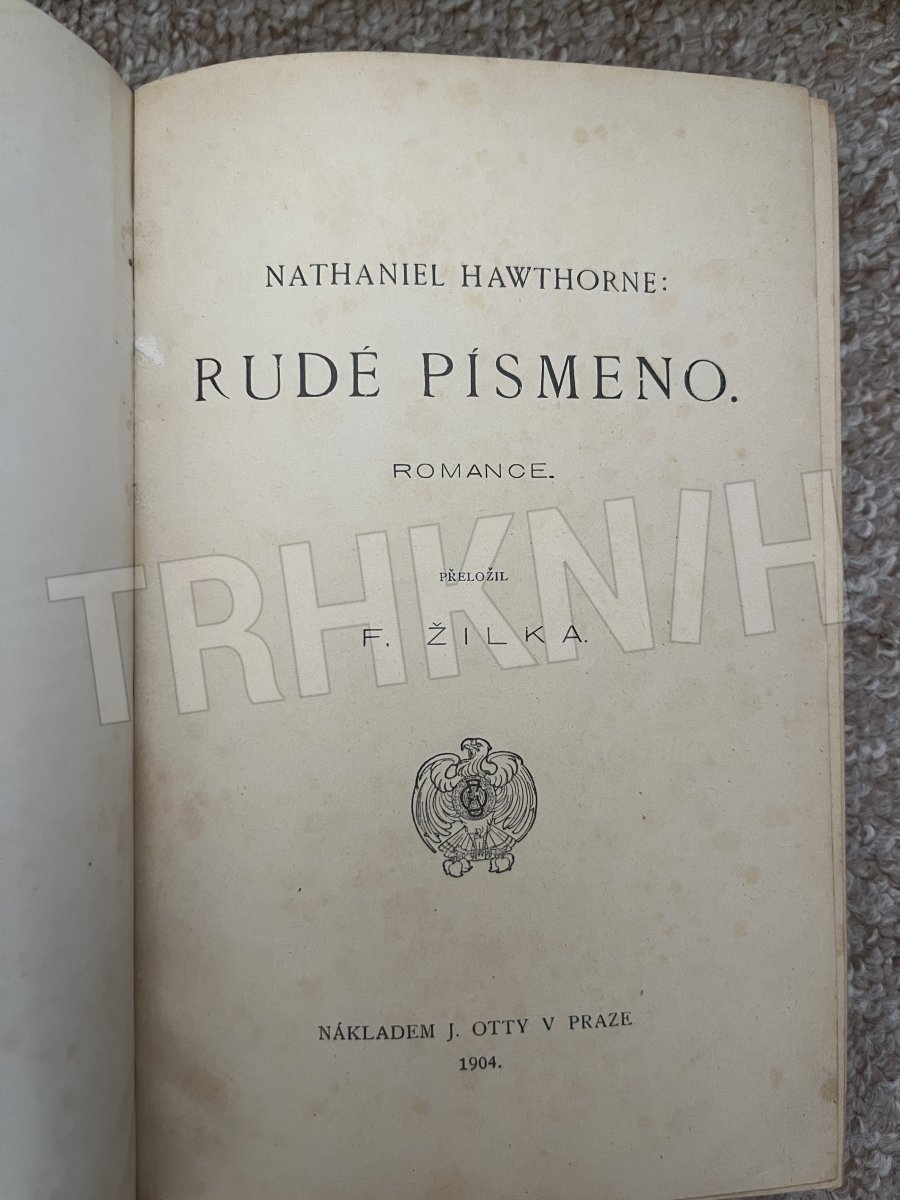 NATHANIEL HAWTHORNE:
RUDÉ PÍSMENO.
ROMANCE.
PŘELOŽIL
F. ŽILKA.
NÁKLADEM J. OTTY V PRAZE
1904.
TRHKNIH